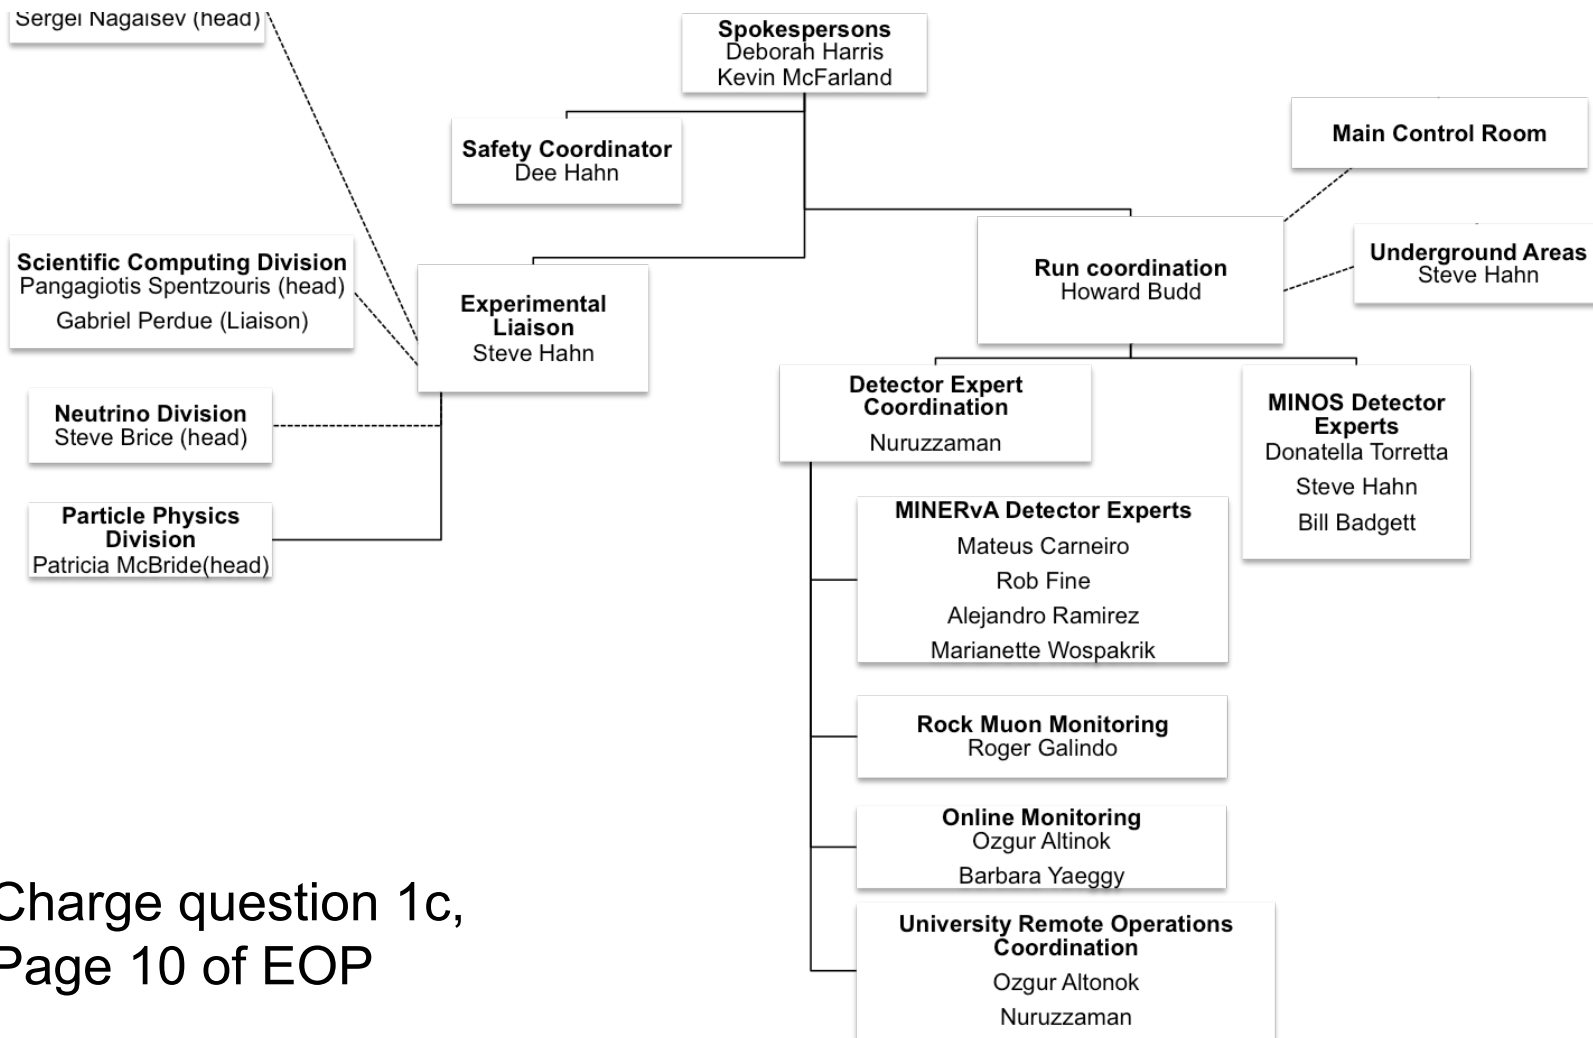 Sergei Nagaisev (head)
Spokespersons
Deborah Harris
Kevin McFarland
Safety Coordinator
Dee Hahn
Main Control Room
Scientific Computing Division
Pangagiotis Spentzouris (head)
Gabriel Perdue (Liaison)
Experimental
Liaison
Steve Hahn
Run coordination
Howard Budd
Underground Areas
Steve Hahn
Neutrino Division
Steve Brice (head)
Particle Physics
Division
Patricia McBride(head)
Detector Expert
Coordination
Nuruzzaman
MINOS Detector
Experts
Donatella Torretta
Steve Hahn
Bill Badgett
MINERvA Detector Experts
Mateus Carneiro
Rob Fine
Alejandro Ramirez
Marianette Wospakrik
Rock Muon Monitoring
Roger Galindo
Online Monitoring
Ozgur Altinok
Barbara Yaeggy
University Remote Operations
Coordination
Ozgur Altonok
Nuruzzaman
Charge question 1c,
Page 10 of EOP